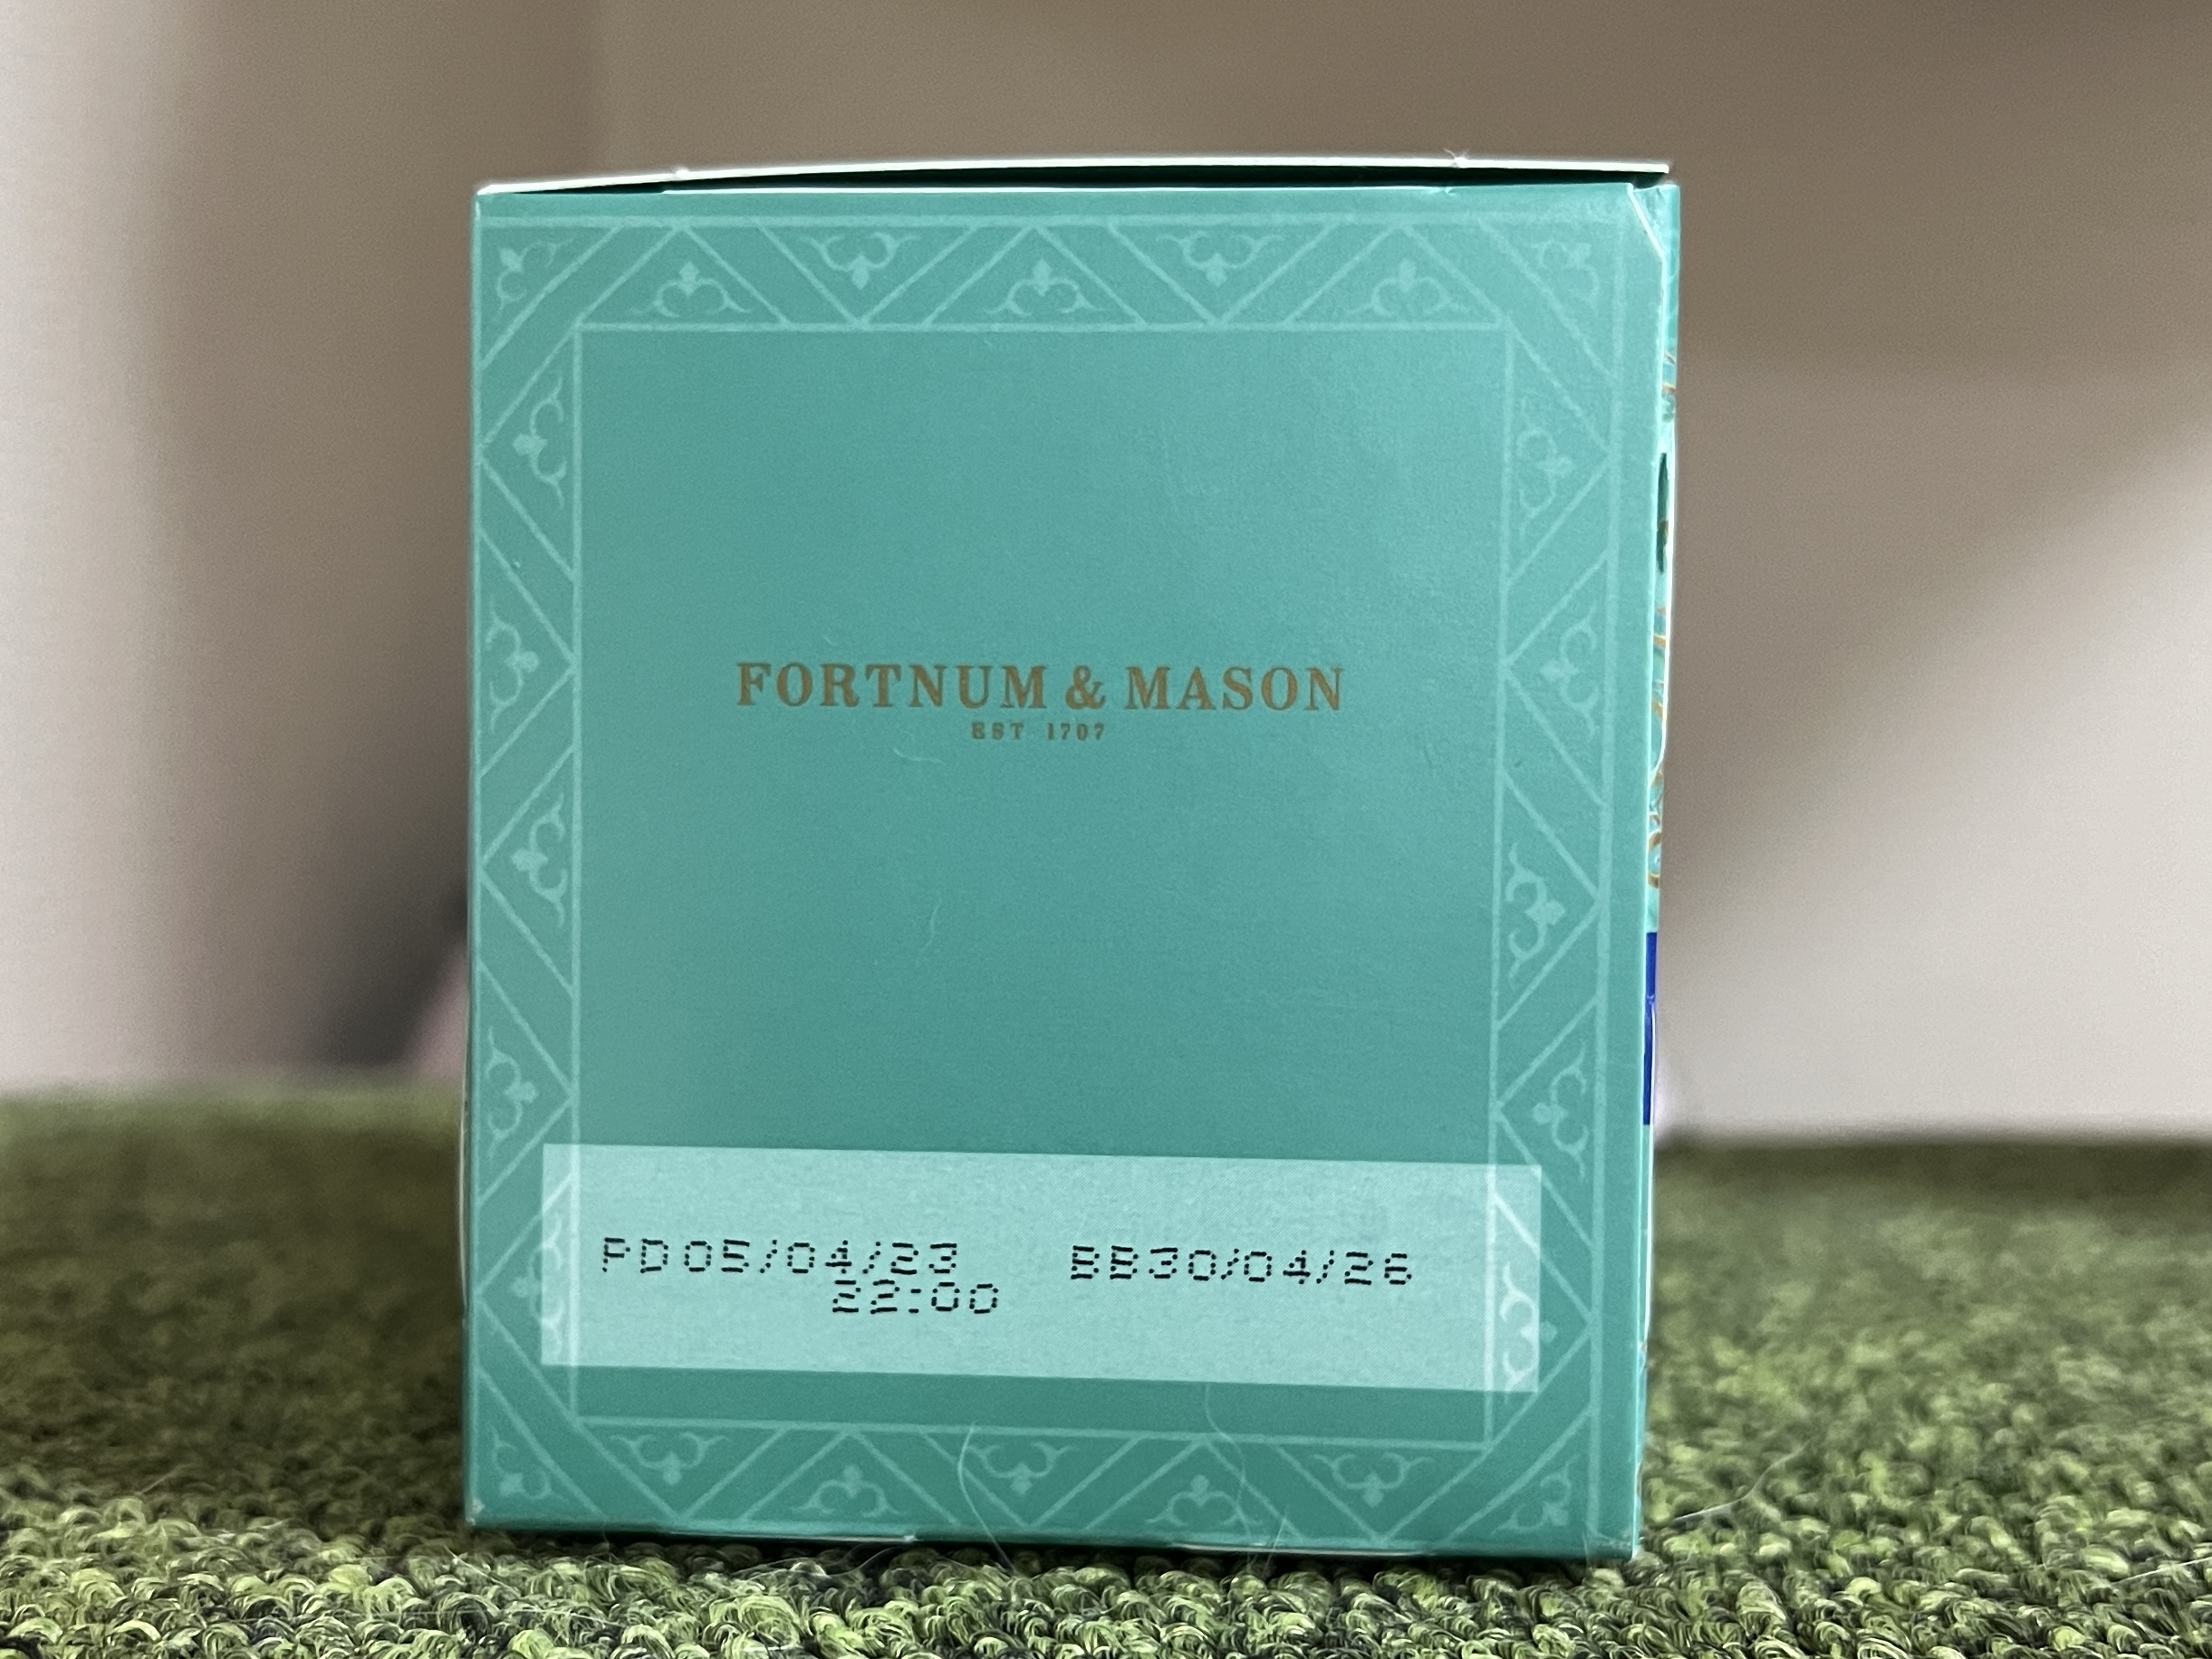 FORTNUM & MASON
EST 1707
PD05/04/23 BB30/04/26
22:00